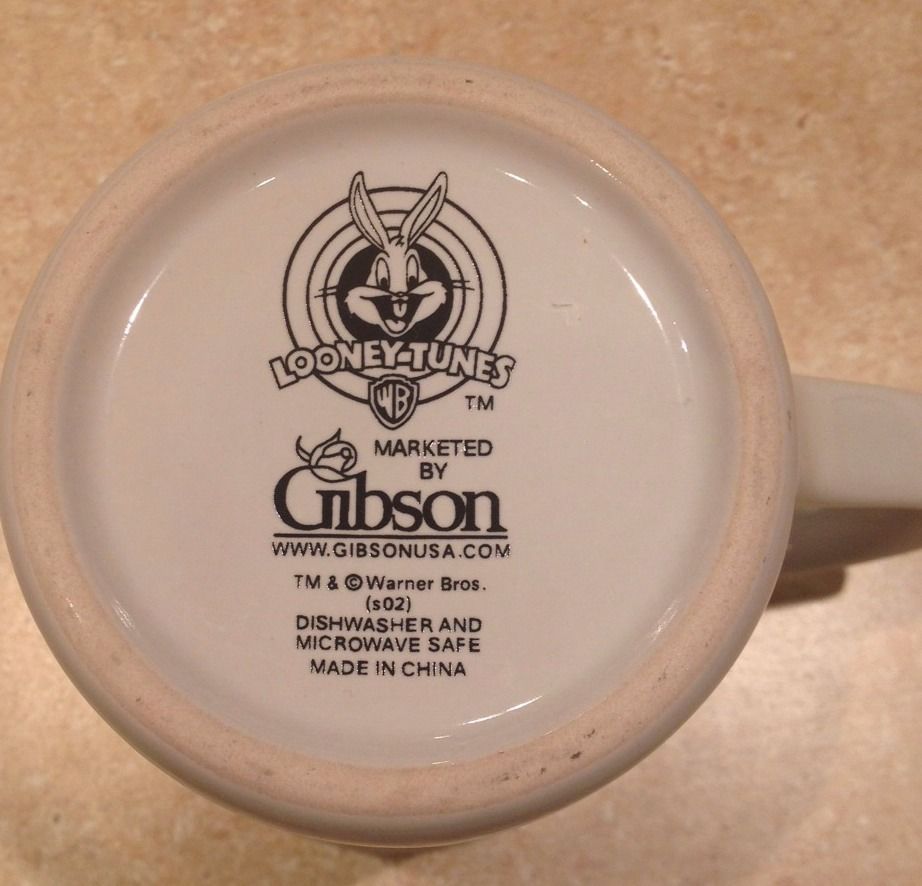 LOONEY TUNES
WB
TM
MARKETED
BY
Gibson
WWW.GIBSONUSA.COM
TM & © Warner Bros.
(s02)
DISHWASHER AND
MICROWAVE SAFE
MADE IN CHINA